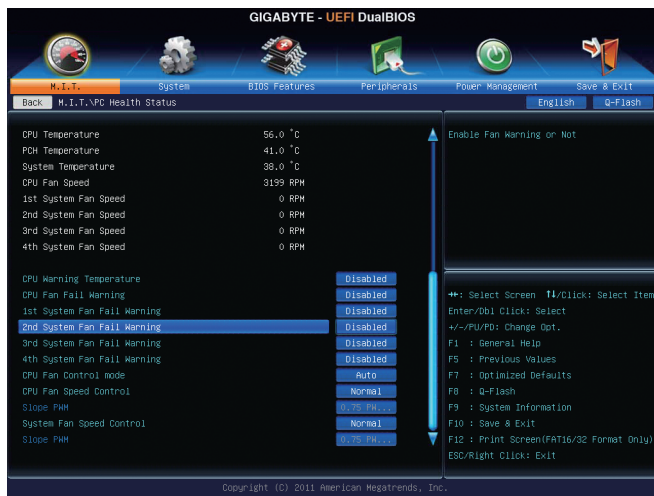 GIGABYTE - UEFI DualBIOS
M.I.T. System BIOS Features Peripherals Power Management Save & Exit
Back M.I.T.\PC Health Status English Q-Flash
CPU Temperature 56.0 °C
PCH Temperature 41.0 °C
System Temperature 38.0 °C
CPU Fan Speed 3199 RPM
1st System Fan Speed 0 RPM
2nd System Fan Speed 0 RPM
3rd System Fan Speed 0 RPM
4th System Fan Speed 0 RPM
CPU Warning Temperature Disabled
CPU Fan Fail Warning Disabled
1st System Fan Fail Warning Disabled
2nd System Fan Fail Warning Disabled
3rd System Fan Fail Warning Disabled
4th System Fan Fail Warning Disabled
CPU Fan Control mode Auto
CPU Fan Speed Control Normal
Slope PWM 0.75 PW...
System Fan Speed Control Normal
Slope PWM 0.75 PW...
Enable Fan Warning or Not
→←: Select Screen ↑↓/Click: Select Item
Enter/Dbl Click: Select
+/-/PU/PD: Change Opt.
F1 : General Help
F5 : Previous Values
F7 : Optimized Defaults
F8 : Q-Flash
F9 : System Information
F10 : Save & Exit
F12 : Print Screen(FAT16/32 Format Only)
ESC/Right Click: Exit
Copyright (C) 2011 American Megatrends, Inc.